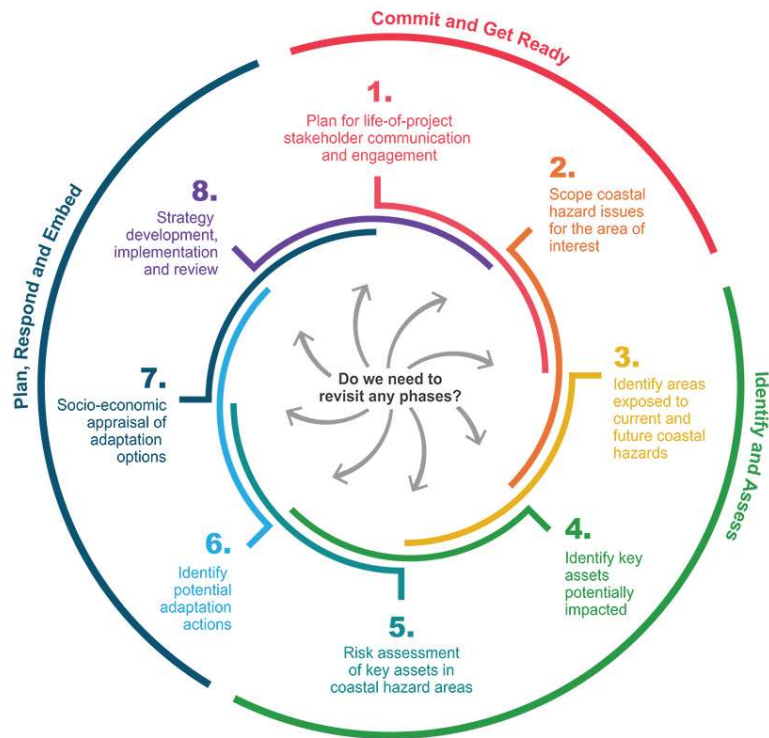 Commit and Get Ready
1.
Plan for life-of-project
stakeholder communication
and engagement
2.
Scope coastal
hazard issues
for the area of
interest
Identify and Assess
3.
Identify areas
exposed to
current and
future coastal
hazards
4.
Identify key
assets
potentially
impacted
5.
Risk assessment
of key assets in
coastal hazard areas
Plan, Respond and Embed
6.
Identify
potential
adaptation
actions
7.
Socio-economic
appraisal of
adaptation
options
8.
Strategy
development,
implementation
and review
Do we need to
revisit any phases?